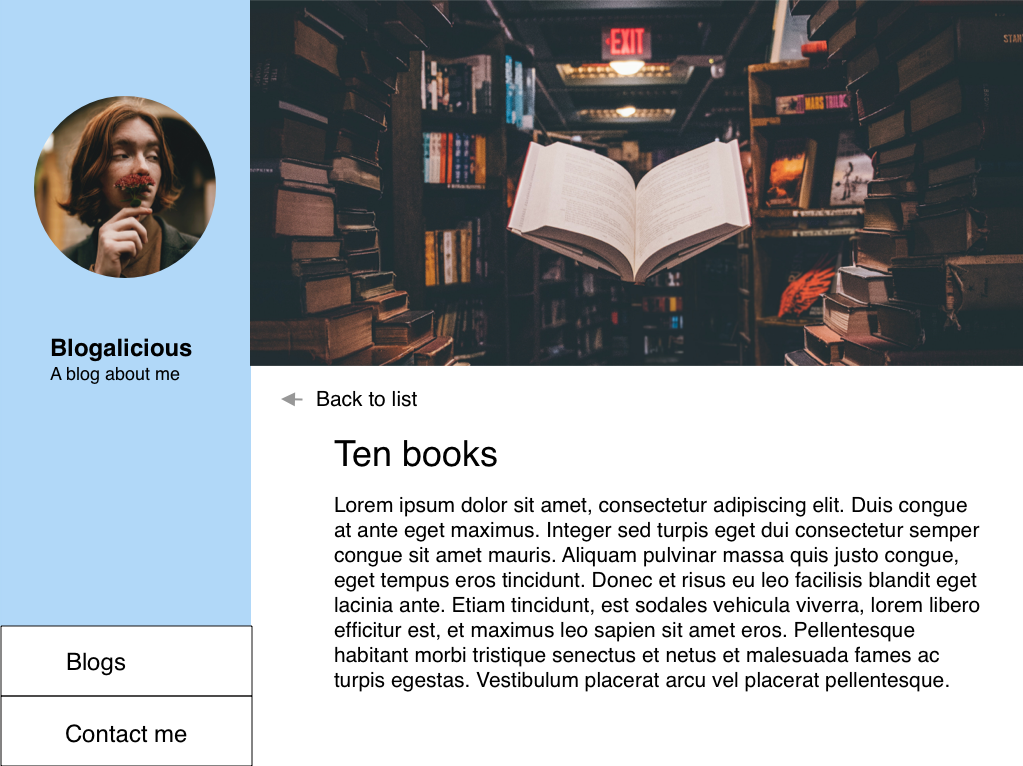 EXIT
STAR
MARS TRILOG
Blogalicious
A blog about me
Back to list
Ten books
Lorem ipsum dolor sit amet, consectetur adipiscing elit. Duis congue
at ante eget maximus. Integer sed turpis eget dui consectetur semper
congue sit amet mauris. Aliquam pulvinar massa quis justo congue,
eget tempus eros tincidunt. Donec et risus eu leo facilisis blandit eget
lacinia ante. Etiam tincidunt, est sodales vehicula viverra, lorem libero
efficitur est, et maximus leo sapien sit amet eros. Pellentesque
habitant morbi tristique senectus et netus et malesuada fames ac
turpis egestas. Vestibulum placerat arcu vel placerat pellentesque.
Blogs
Contact me